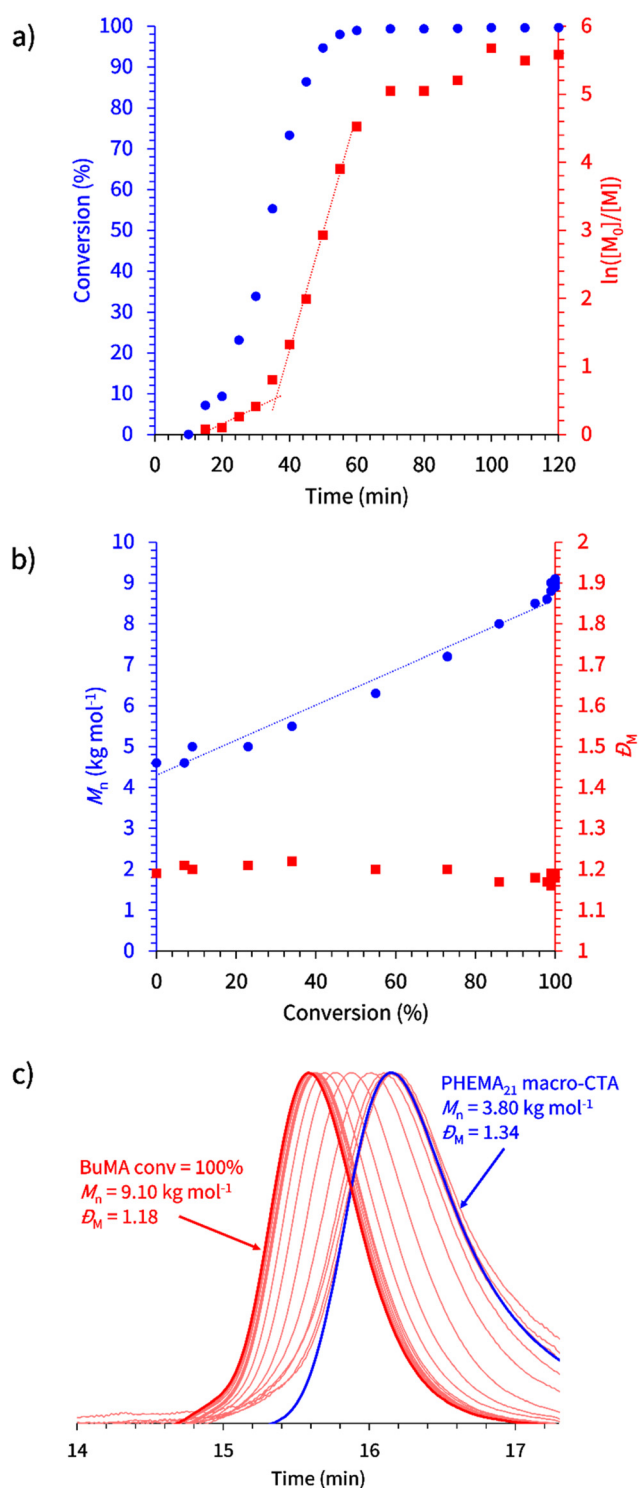 a)
100
90
80
70
60
50
40
30
20
10
0
Conversion (%)
6
5
4
3
2
1
0
ln([M₀]/[M])
0 20 40 60 80 100 120
Time (min)
b)
10
9
8
7
6
5
4
3
2
1
0
Mₙ (kg mol⁻¹)
2
1.9
1.8
1.7
1.6
1.5
1.4
1.3
1.2
1.1
1
Đ_M
0 20 40 60 80 100
Conversion (%)
c)
PHEMA₂₁ macro-CTA
Mₙ = 3.80 kg mol⁻¹
Đ_M = 1.34
BuMA conv = 100%
Mₙ = 9.10 kg mol⁻¹
Đ_M = 1.18
14 15 16 17
Time (min)